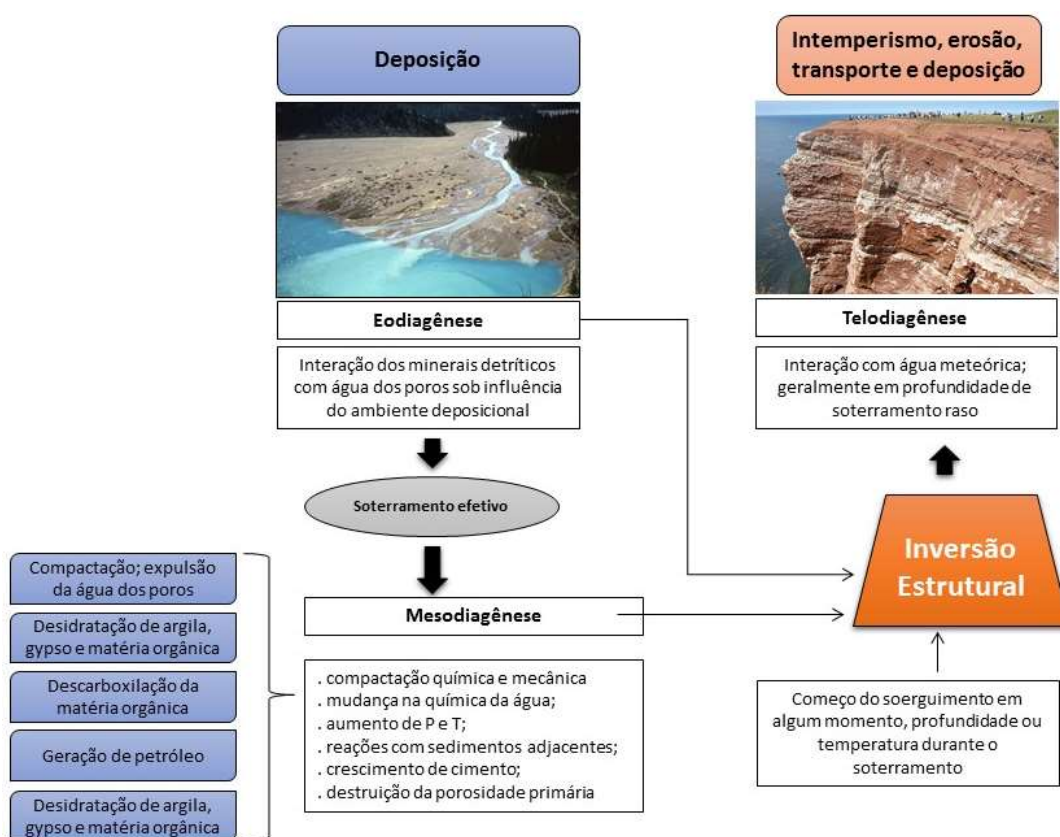 Deposição
Intemperismo, erosão,
transporte e deposição
Eodiagênese
Interação dos minerais detríticos
com água dos poros sob influência
do ambiente deposicional
Telodiagênese
Interação com água meteórica;
geralmente em profundidade de
soterramento raso
Soterramento efetivo
Inversão
Estrutural
Mesodiagênese
. compactação química e mecânica
. mudança na química da água;
. aumento de P e T;
. reações com sedimentos adjacentes;
. crescimento de cimento;
. destruição da porosidade primária
Compactação; expulsão
da água dos poros
Desidratação de argila,
gypso e matéria orgânica
Descarboxilação da
matéria orgânica
Geração de petróleo
Desidratação de argila,
gypso e matéria orgânica
Começo do soerguimento em
algum momento, profundidade ou
temperatura durante o
soterramento